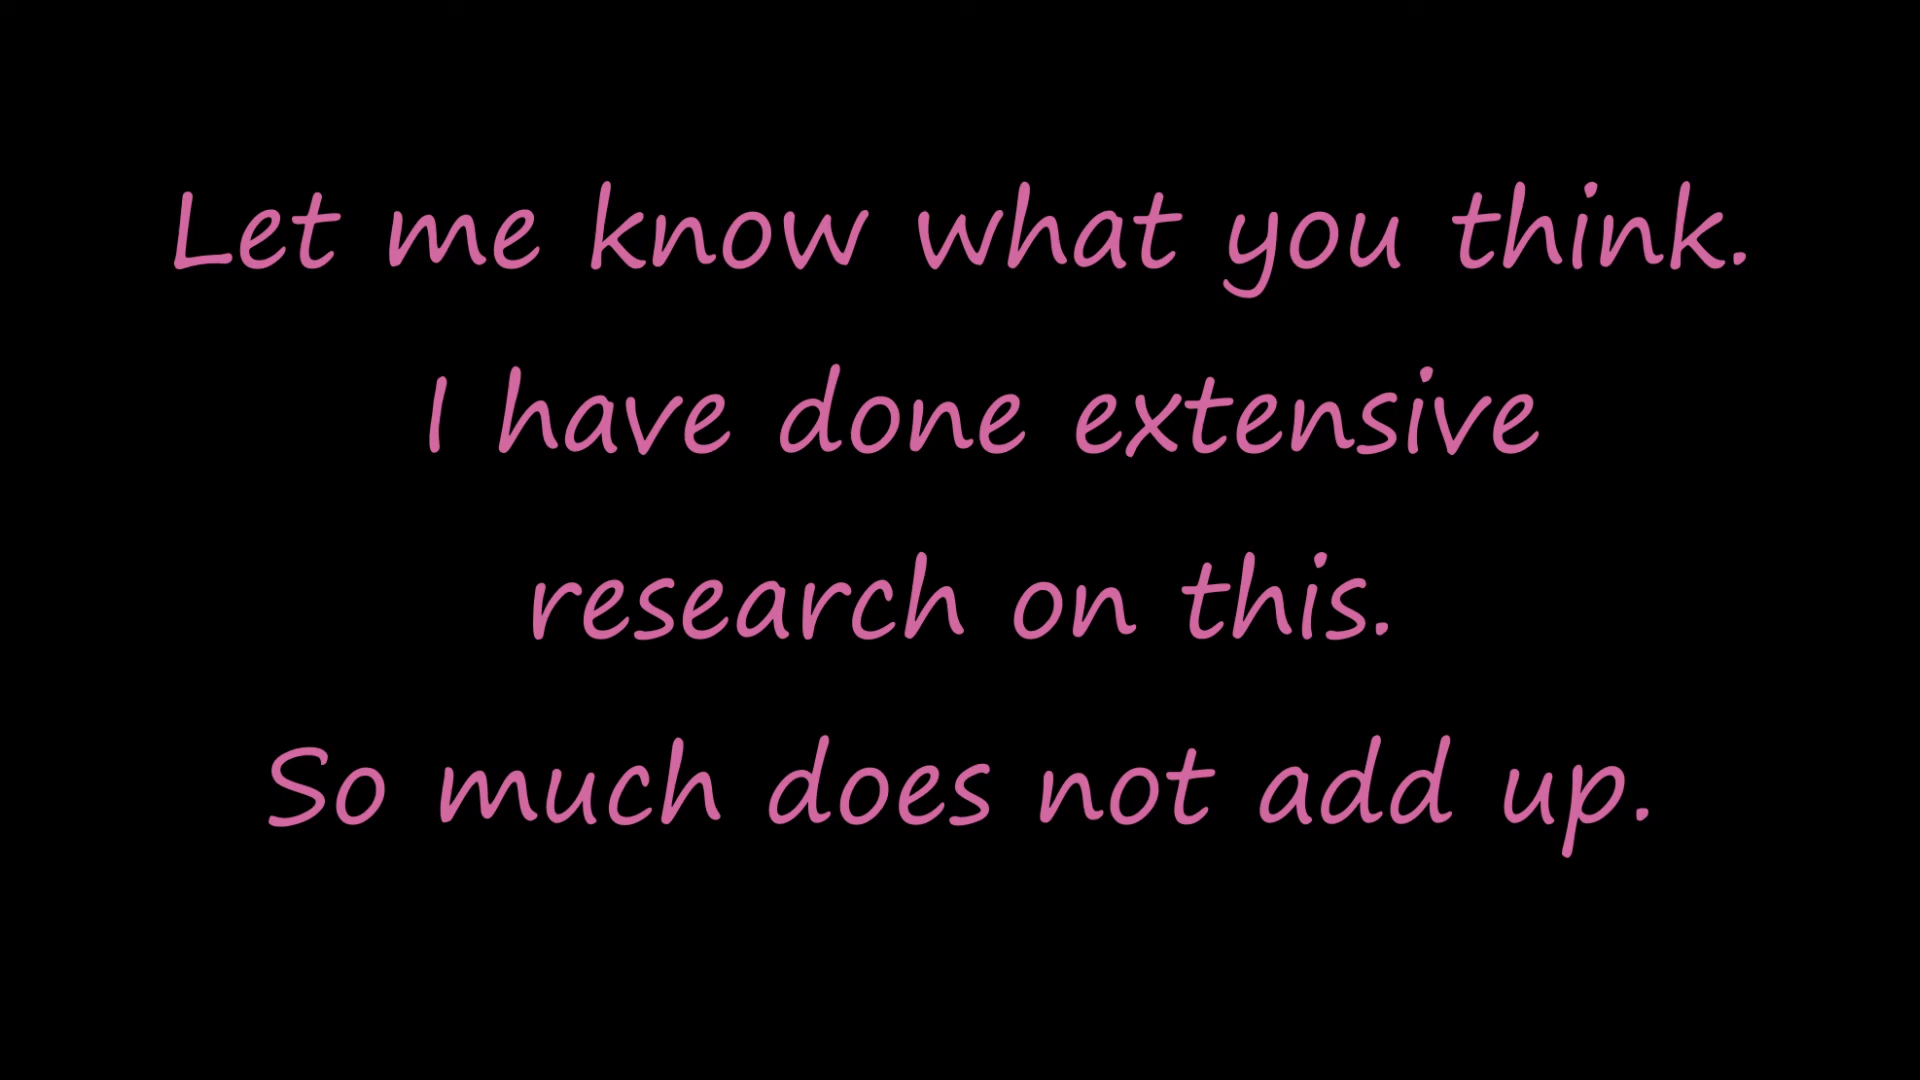 Let me know what you think.
I have done extensive
research on this.
So much does not add up.